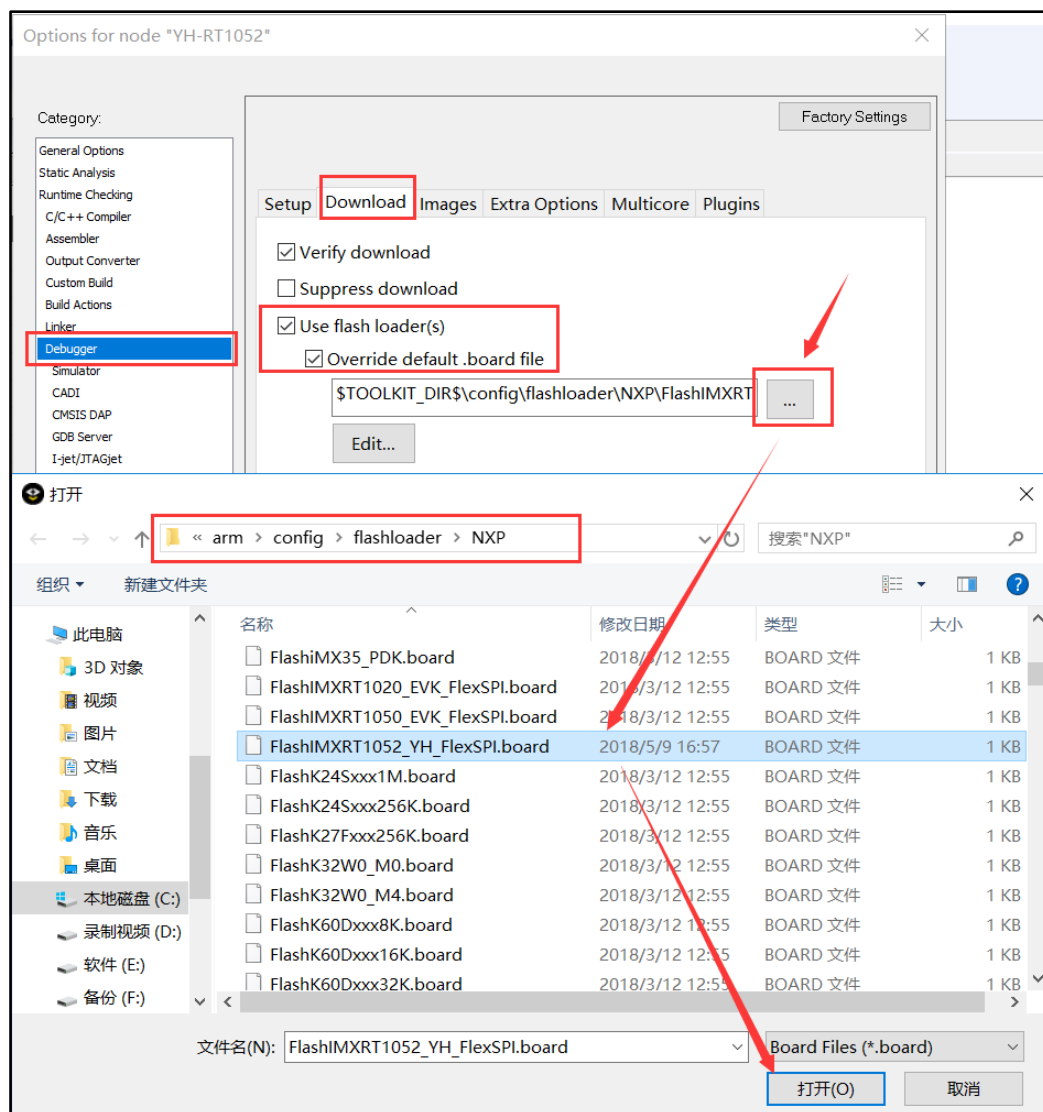 Options for node "YH-RT1052"
Category:
Factory Settings
General Options
Static Analysis
Runtime Checking
C/C++ Compiler
Assembler
Output Converter
Custom Build
Build Actions
Linker
Debugger
Simulator
CADI
CMSIS DAP
GDB Server
I-jet/JTAGjet
Setup Download Images Extra Options Multicore Plugins
Verify download
Suppress download
Use flash loader(s)
Override default .board file
$TOOLKIT_DIR$\config\flashloader\NXP\FlashIMXRT
...
Edit...
打开
« arm > config > flashloader > NXP
搜索"NXP"
组织 新建文件夹
此电脑
3D 对象
视频
图片
文档
下载
音乐
桌面
本地磁盘 (C:)
录制视频 (D:)
软件 (E:)
备份 (F:)
名称 修改日期 类型 大小
FlashiMX35_PDK.board 2018/3/12 12:55 BOARD 文件 1 KB
FlashIMXRT1020_EVK_FlexSPI.board 2018/3/12 12:55 BOARD 文件 1 KB
FlashIMXRT1050_EVK_FlexSPI.board 2018/3/12 12:55 BOARD 文件 1 KB
FlashIMXRT1052_YH_FlexSPI.board 2018/5/9 16:57 BOARD 文件 1 KB
FlashK24Sxxx1M.board 2018/3/12 12:55 BOARD 文件 1 KB
FlashK24Sxxx256K.board 2018/3/12 12:55 BOARD 文件 1 KB
FlashK27Fxxx256K.board 2018/3/12 12:55 BOARD 文件 1 KB
FlashK32W0_M0.board 2018/3/12 12:55 BOARD 文件 1 KB
FlashK32W0_M4.board 2018/3/12 12:55 BOARD 文件 1 KB
FlashK60Dxxx8K.board 2018/3/12 12:55 BOARD 文件 1 KB
FlashK60Dxxx16K.board 2018/3/12 12:55 BOARD 文件 1 KB
FlashK60Dxxx32K.board 2018/3/12 12:55 BOARD 文件 1 KB
文件名(N): FlashIMXRT1052_YH_FlexSPI.board Board Files (*.board)
打开(O) 取消